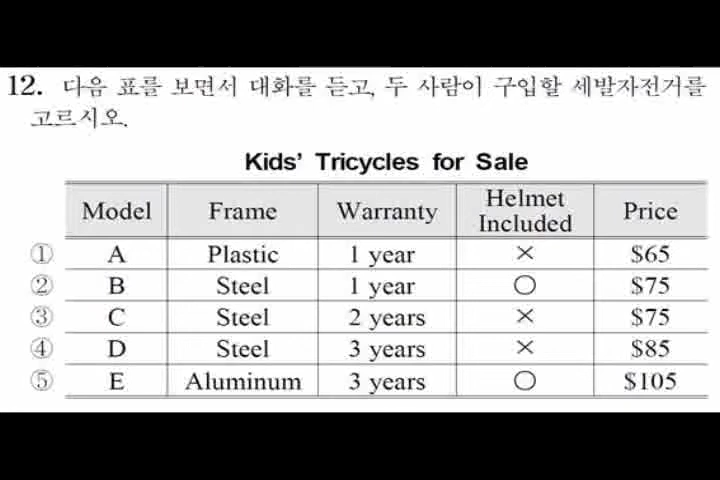 12. 다음 표를 보면서 대화를 듣고, 두 사람이 구입할 세발자전거를
고르시오.
Kids' Tricycles for Sale
Model Frame Warranty Helmet Included Price
① A Plastic 1 year × $65
② B Steel 1 year ○ $75
③ C Steel 2 years × $75
④ D Steel 3 years × $85
⑤ E Aluminum 3 years ○ $105